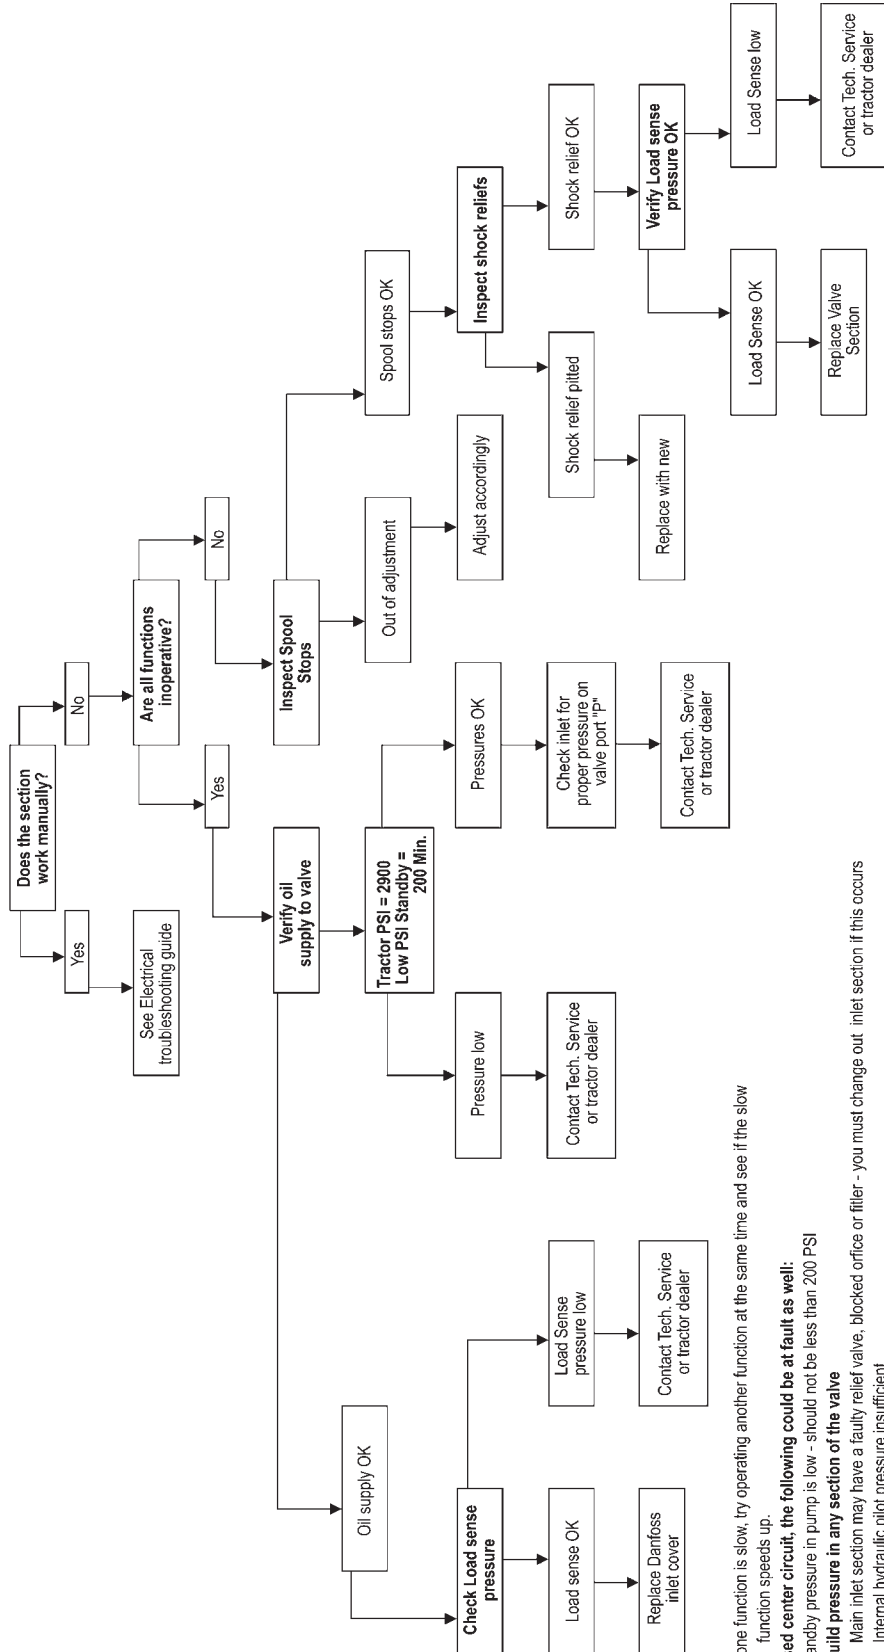 Does the section
work manually?
Yes
No
See Electrical
troubleshooting guide
Are all functions
inoperative?
Yes
No
Verify oil
supply to valve
Inspect Spool
Stops
Oil supply OK
Tractor PSI = 2900
Low PSI Standby =
200 Min.
Out of adjustment
Spool stops OK
Check Load sense
pressure
Pressure low
Pressures OK
Adjust accordingly
Inspect shock reliefs
Load sense OK
Load Sense
pressure low
Contact Tech. Service
or tractor dealer
Check inlet for
proper pressure on
valve port "P"
Shock relief pitted
Shock relief OK
Replace Danfoss
inlet cover
Contact Tech. Service
or tractor dealer
Contact Tech. Service
or tractor dealer
Replace with new
Verify Load sense
pressure OK
Load Sense OK
Load Sense low
Replace Valve
Section
Contact Tech. Service
or tractor dealer
one function is slow, try operating another function at the same time and see if the slow
function speeds up.
center circuit, the following could be at fault as well:
pressure in pump is low - should not be less than 200 PSI
pressure in any section of the valve
Main inlet section may have a faulty relief valve, blocked orfice or fitler - you must change out inlet section if this occurs
Internal hydraulic pilot pressure insufficient